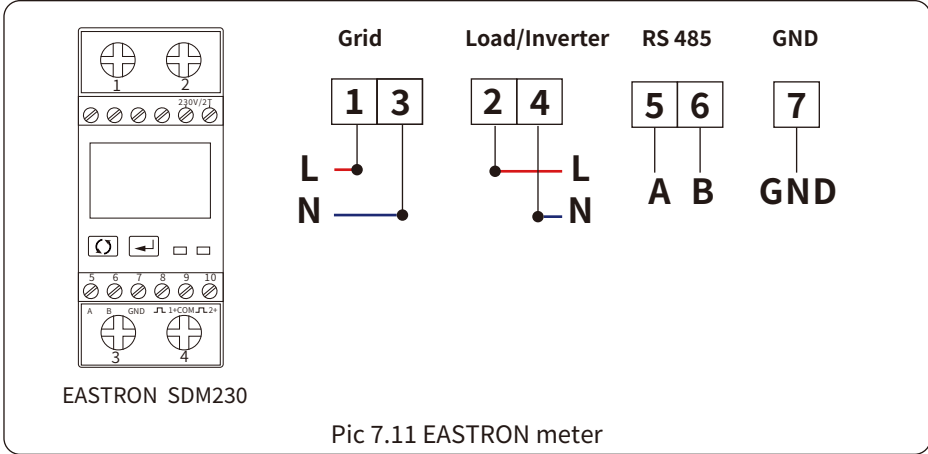 1 2
230V/2T
5 6 7 8 9 10
A B GND 1+COM 2+
3 4
EASTRON SDM230
Grid Load/Inverter RS 485 GND
1 3 2 4 5 6 7
L L
N N
A B GND
Pic 7.11 EASTRON meter